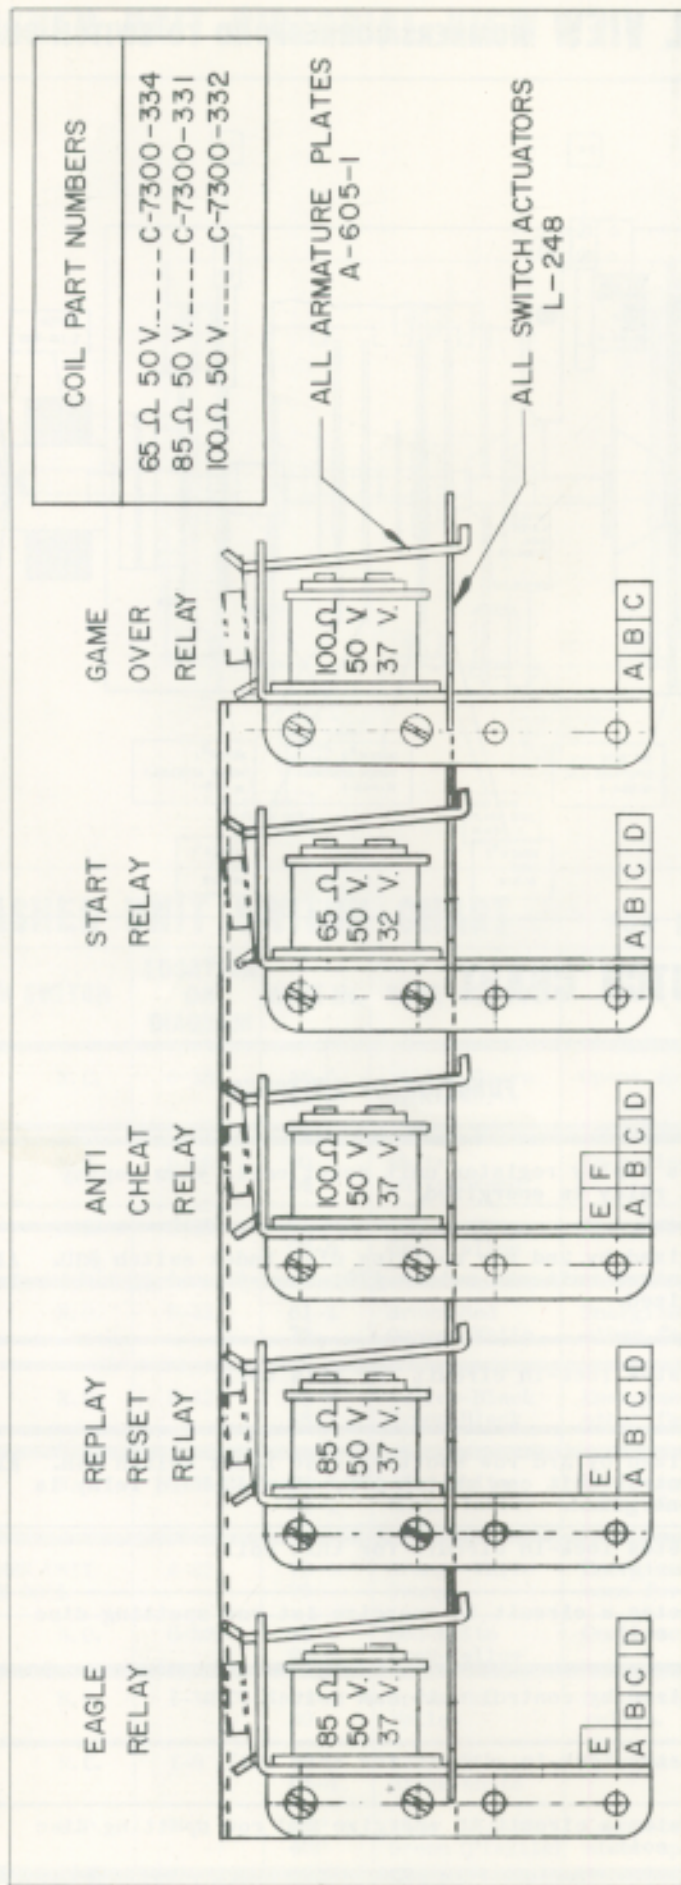 COIL PART NUMBERS
65 Ω 50 V.----C-7300-334
85 Ω 50 V.----C-7300-331
100 Ω 50 V.----C-7300-332
ALL ARMATURE PLATES
A-605-1
ALL SWITCH ACTUATORS
L-248
EAGLE
RELAY
85 Ω
50 V.
37 V.
E
A B C D
REPLAY
RESET
RELAY
85 Ω
50 V.
37 V.
E
A B C D
ANTI
CHEAT
RELAY
100 Ω
50 V.
37 V.
E F
A B C D
START
RELAY
65 Ω
50 V.
32 V.
A B C D
GAME
OVER
RELAY
100 Ω
50 V
37 V.
A B C